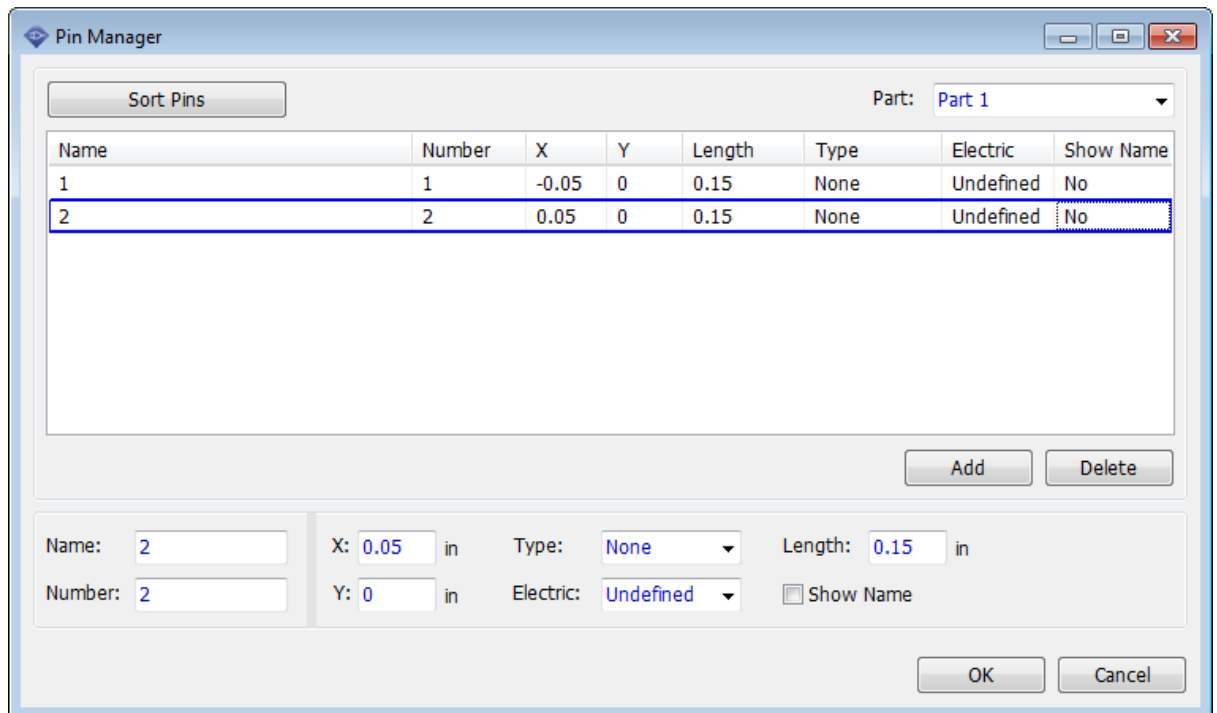 Pin Manager
Sort Pins Part: Part 1
Name Number X Y Length Type Electric Show Name
1 1 -0.05 0 0.15 None Undefined No
2 2 0.05 0 0.15 None Undefined No
Add Delete
Name: 2 X: 0.05 in Type: None Length: 0.15 in
Number: 2 Y: 0 in Electric: Undefined Show Name
OK Cancel